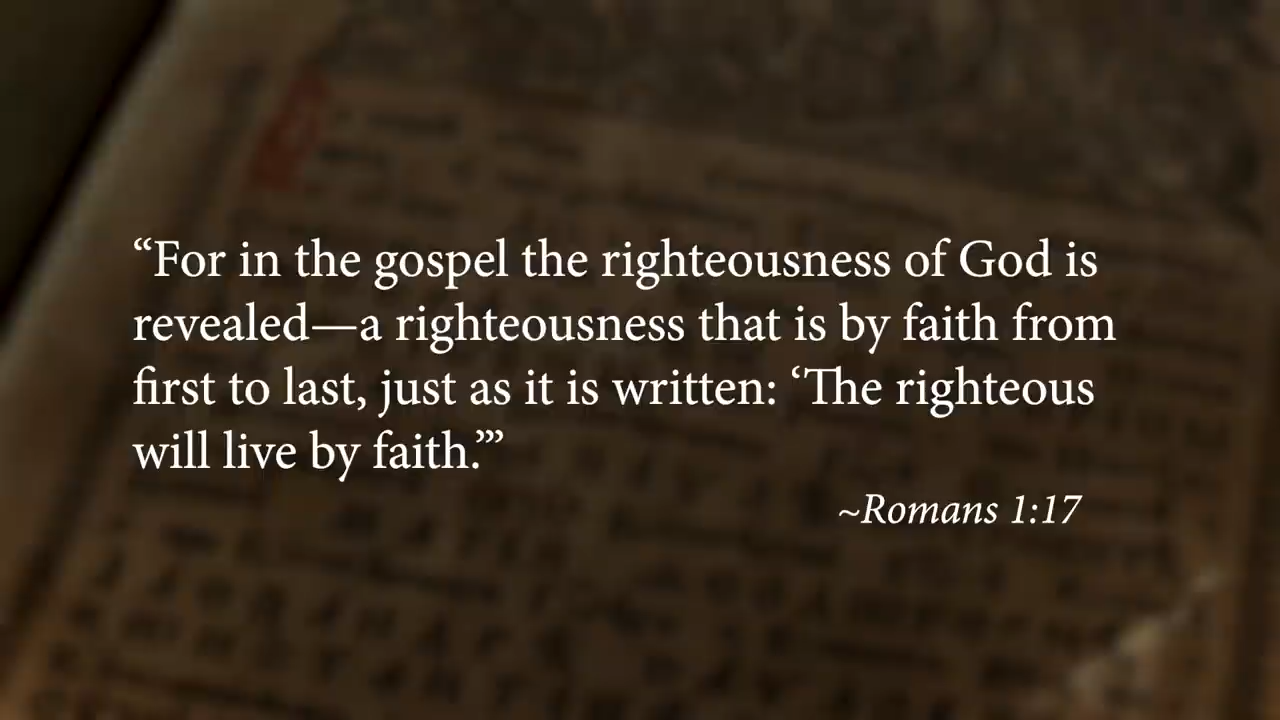 “For in the gospel the righteousness of God is
revealed—a righteousness that is by faith from
first to last, just as it is written: ‘The righteous
will live by faith.’”
~Romans 1:17